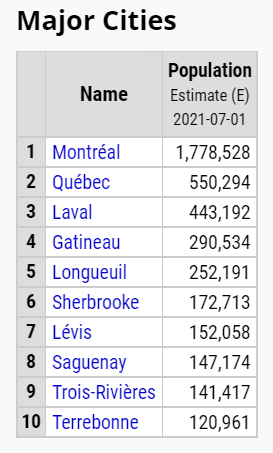 Major Cities
Name Population
Estimate (E)
2021-07-01
1 Montréal 1,778,528
2 Québec 550,294
3 Laval 443,192
4 Gatineau 290,534
5 Longueuil 252,191
6 Sherbrooke 172,713
7 Lévis 152,058
8 Saguenay 147,174
9 Trois-Rivières 141,417
10 Terrebonne 120,961